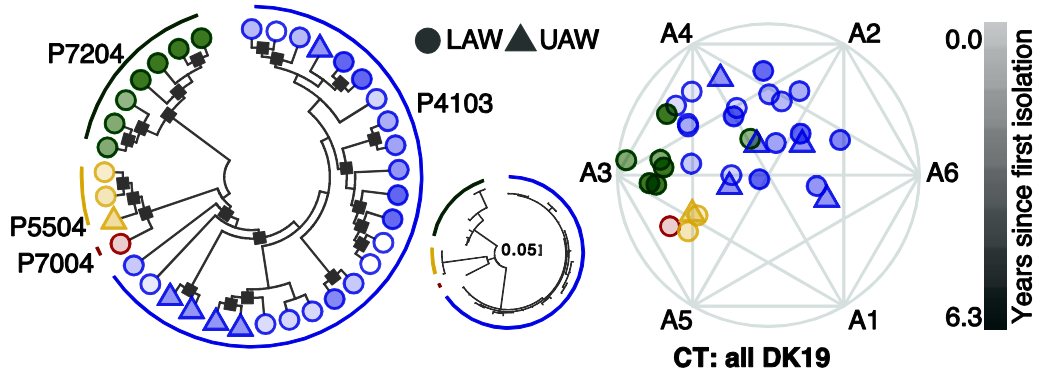 P7204
LAW UAW
P4103
P5504
P7004
0.05
A4
A2
A3
A6
A5
A1
CT: all DK19
0.0
6.3
Years since first isolation